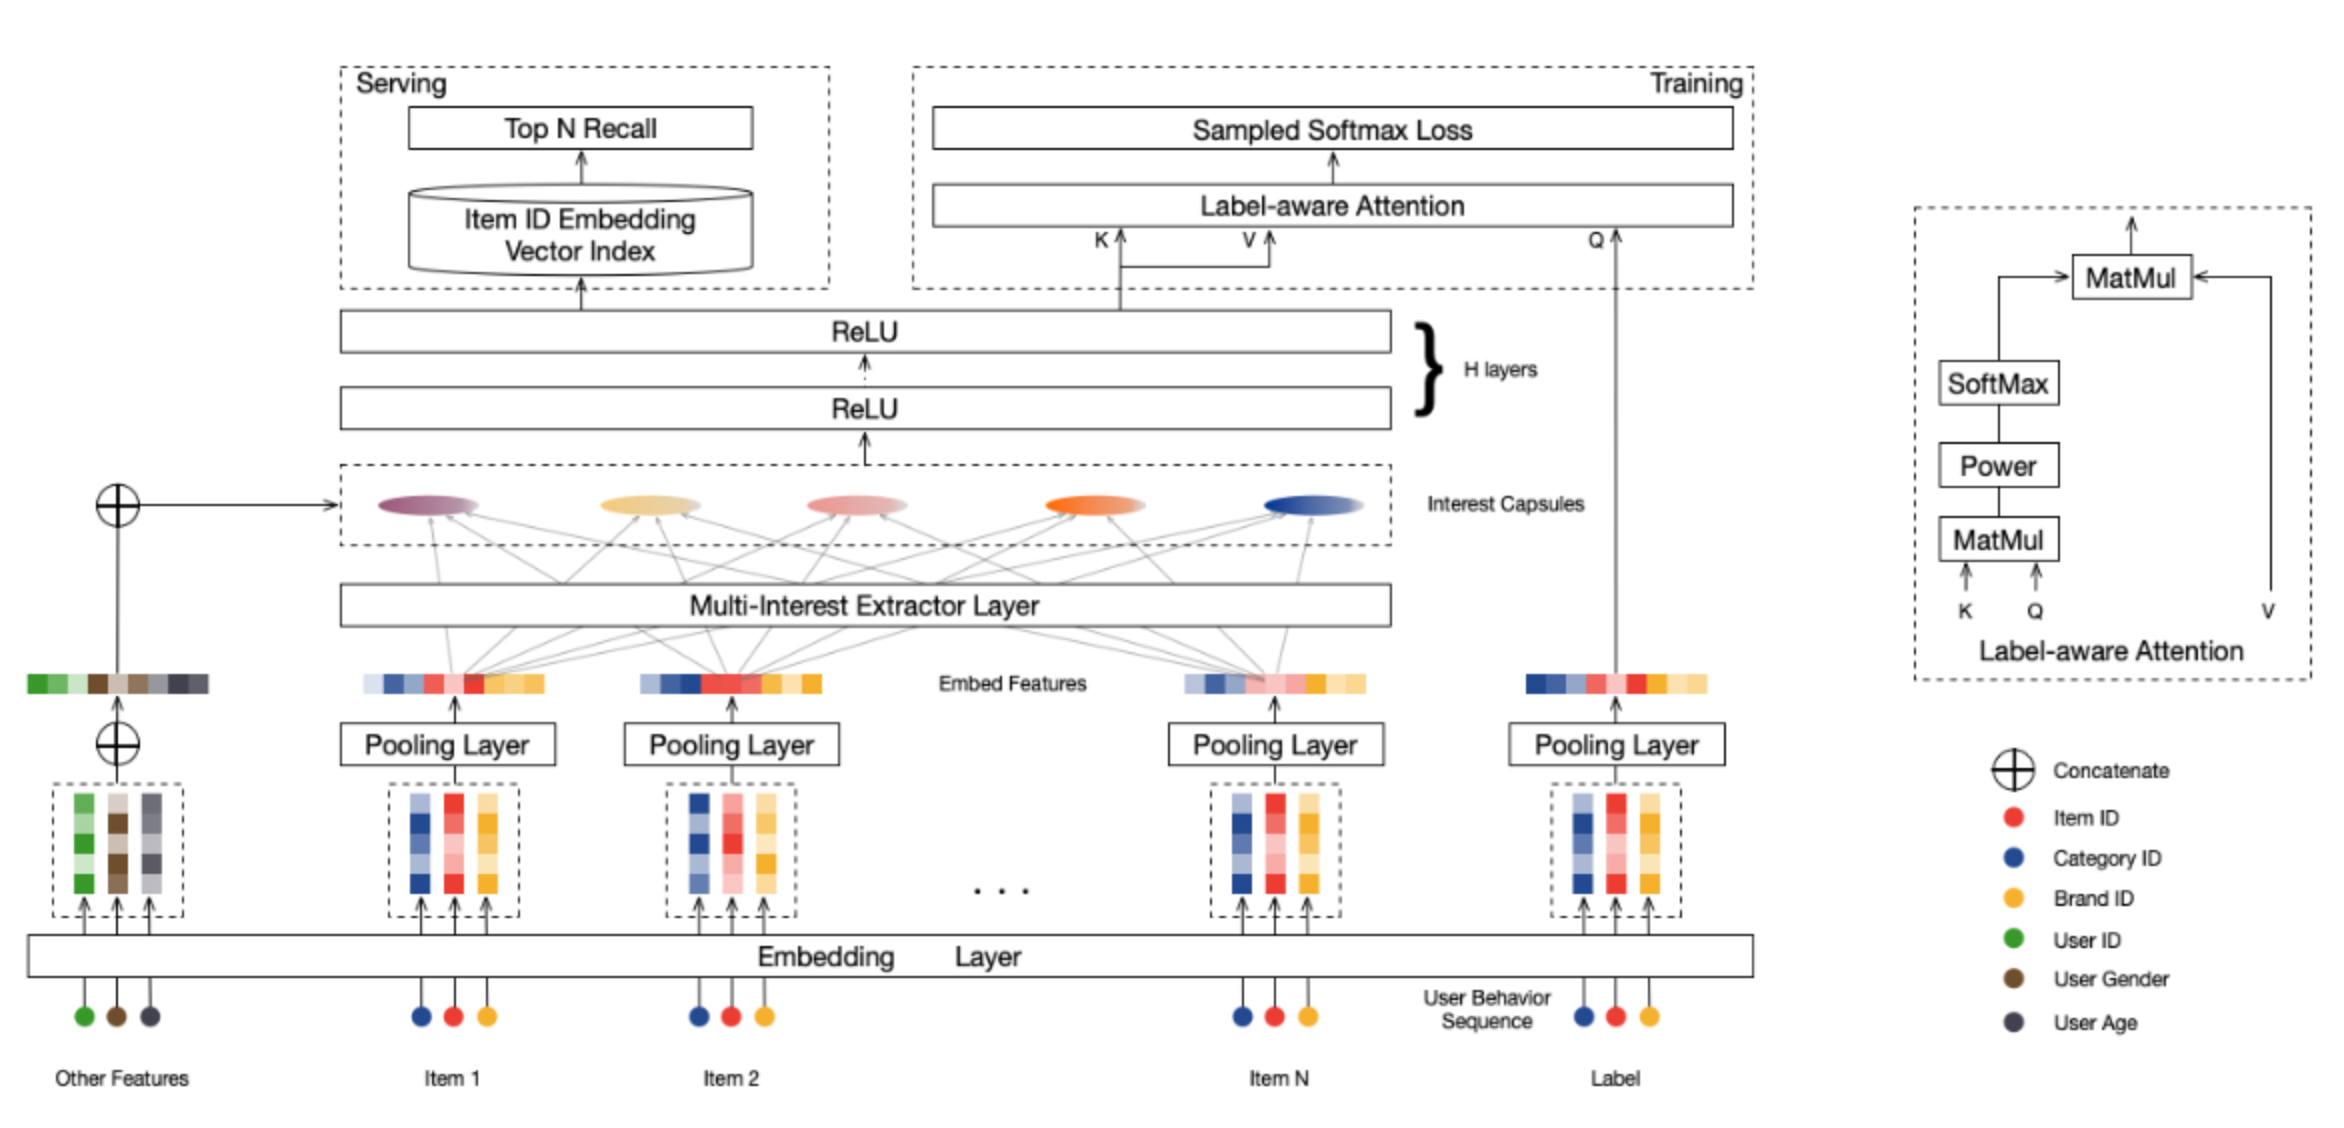 Serving
Top N Recall
Item ID Embedding
Vector Index
Training
Sampled Softmax Loss
Label-aware Attention
K
V
Q
ReLU
ReLU
H layers
Interest Capsules
Multi-Interest Extractor Layer
Embed Features
Pooling Layer
Pooling Layer
Pooling Layer
Pooling Layer
. . .
Embedding Layer
User Behavior
Sequence
Other Features
Item 1
Item 2
Item N
Label
MatMul
SoftMax
Power
MatMul
K
Q
V
Label-aware Attention
Concatenate
Item ID
Category ID
Brand ID
User ID
User Gender
User Age